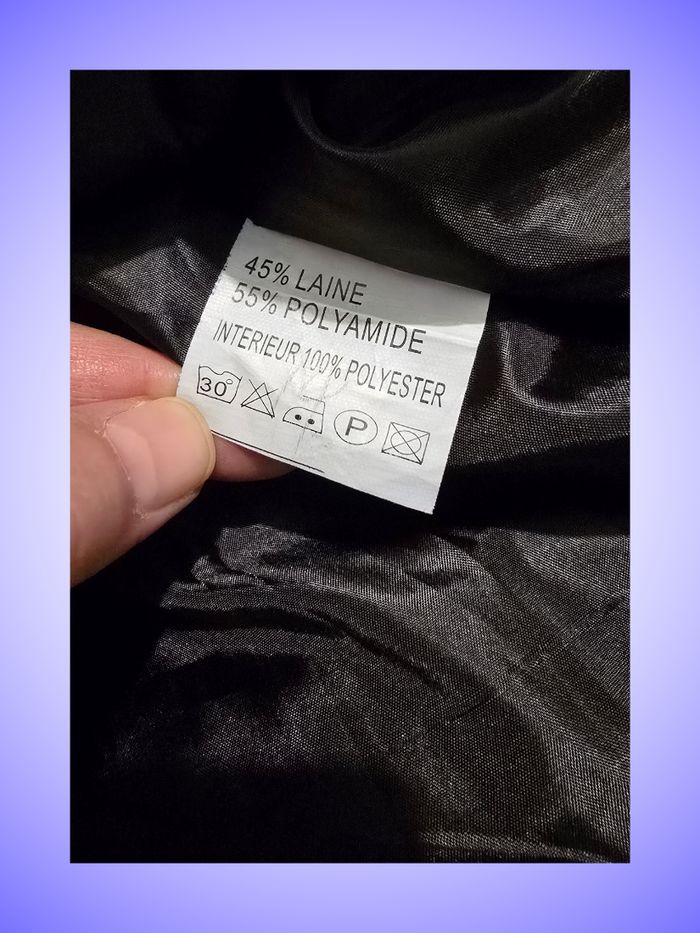 45% LAINE
55% POLYAMIDE
INTERIEUR 100% POLYESTER
30° P